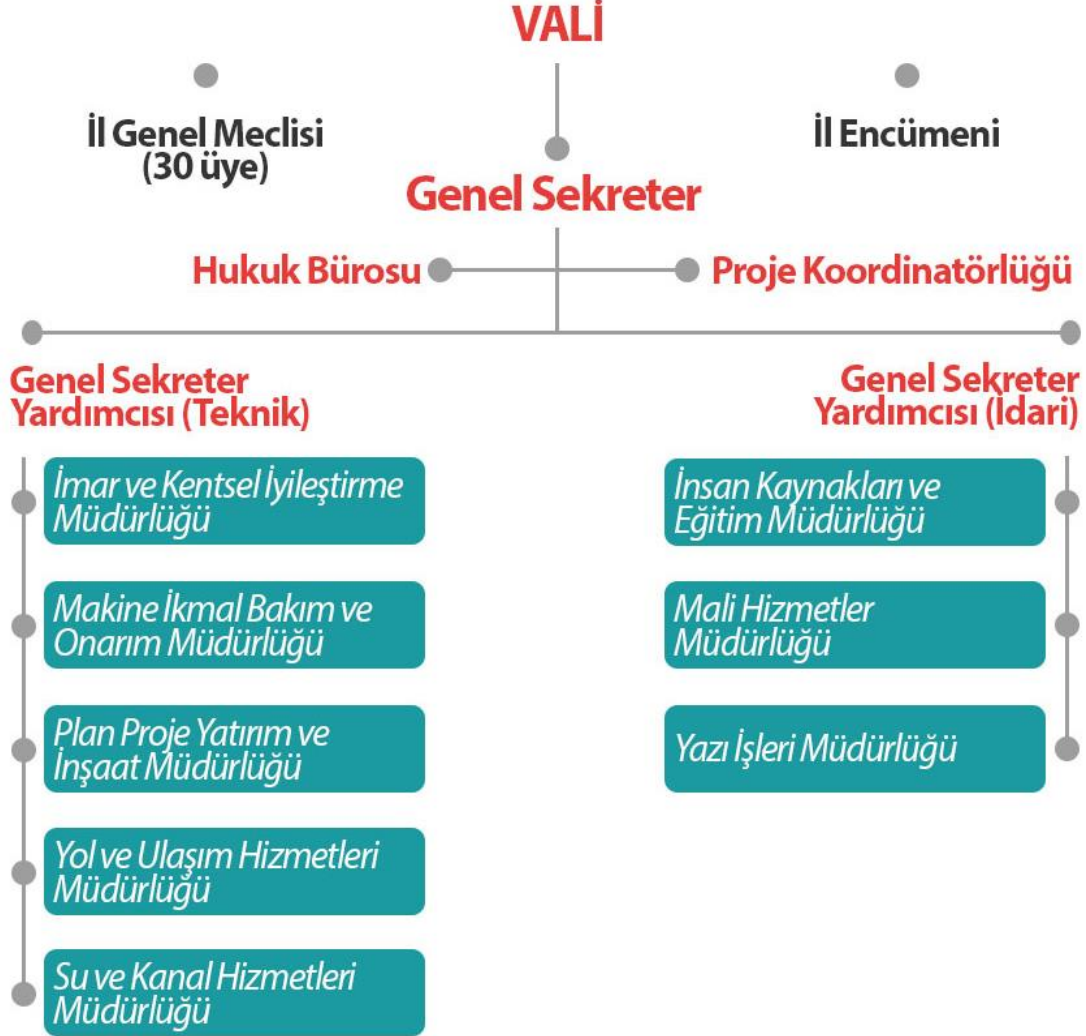 VALİ
İl Genel Meclisi
(30 üye)
İl Encümeni
Genel Sekreter
Hukuk Bürosu
Proje Koordinatörlüğü
Genel Sekreter
Yardımcısı (Teknik)
Genel Sekreter
Yardımcısı (İdari)
İmar ve Kentsel İyileştirme
Müdürlüğü
Makine İkmal Bakım ve
Onarım Müdürlüğü
Plan Proje Yatırım ve
İnşaat Müdürlüğü
Yol ve Ulaşım Hizmetleri
Müdürlüğü
Su ve Kanal Hizmetleri
Müdürlüğü
İnsan Kaynakları ve
Eğitim Müdürlüğü
Mali Hizmetler
Müdürlüğü
Yazı İşleri Müdürlüğü